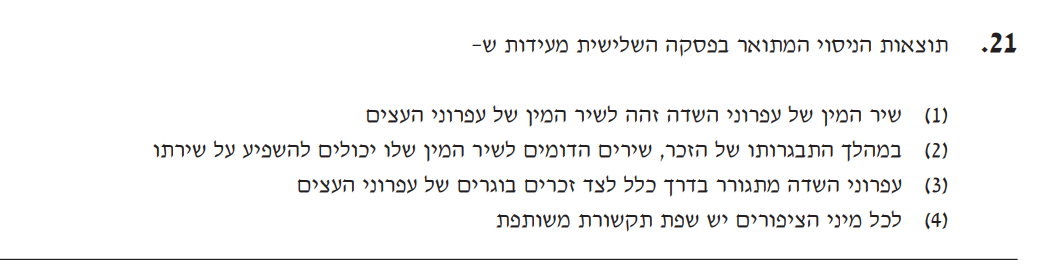 21. תוצאות הניסוי המתואר בפסקה השלישית מעידות ש-
(1) שיר המין של עפרוני השדה זהה לשיר המין של עפרוני העצים
(2) במהלך התבגרותו של הזכר, שירים הדומים לשיר המין שלו יכולים להשפיע על שירתו
(3) עפרוני השדה מתגורר בדרך כלל לצד זכרים בוגרים של עפרוני העצים
(4) לכל מיני הציפורים יש שפת תקשורת משותפת